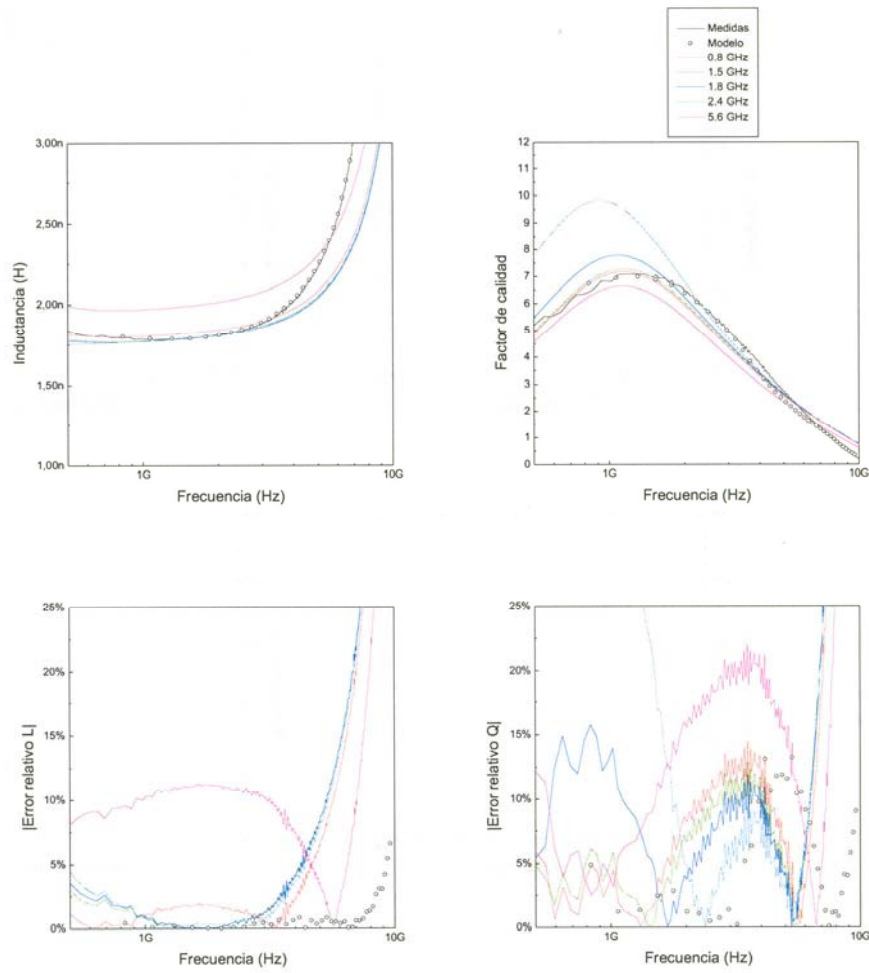 Medidas
Modelo
0.8 GHz
1.5 GHz
1.8 GHz
2.4 GHz
5.6 GHz
3,00n
2,50n
2,00n
1,50n
1,00n
Inductancia (H)
1G
10G
Frecuencia (Hz)
12
11
10
9
8
7
6
5
4
3
2
1
0
Factor de calidad
1G
10G
Frecuencia (Hz)
25%
20%
15%
10%
5%
0%
|Error relativo L|
1G
10G
Frecuencia (Hz)
25%
20%
15%
10%
5%
0%
|Error relativo Q|
1G
10G
Frecuencia (Hz)